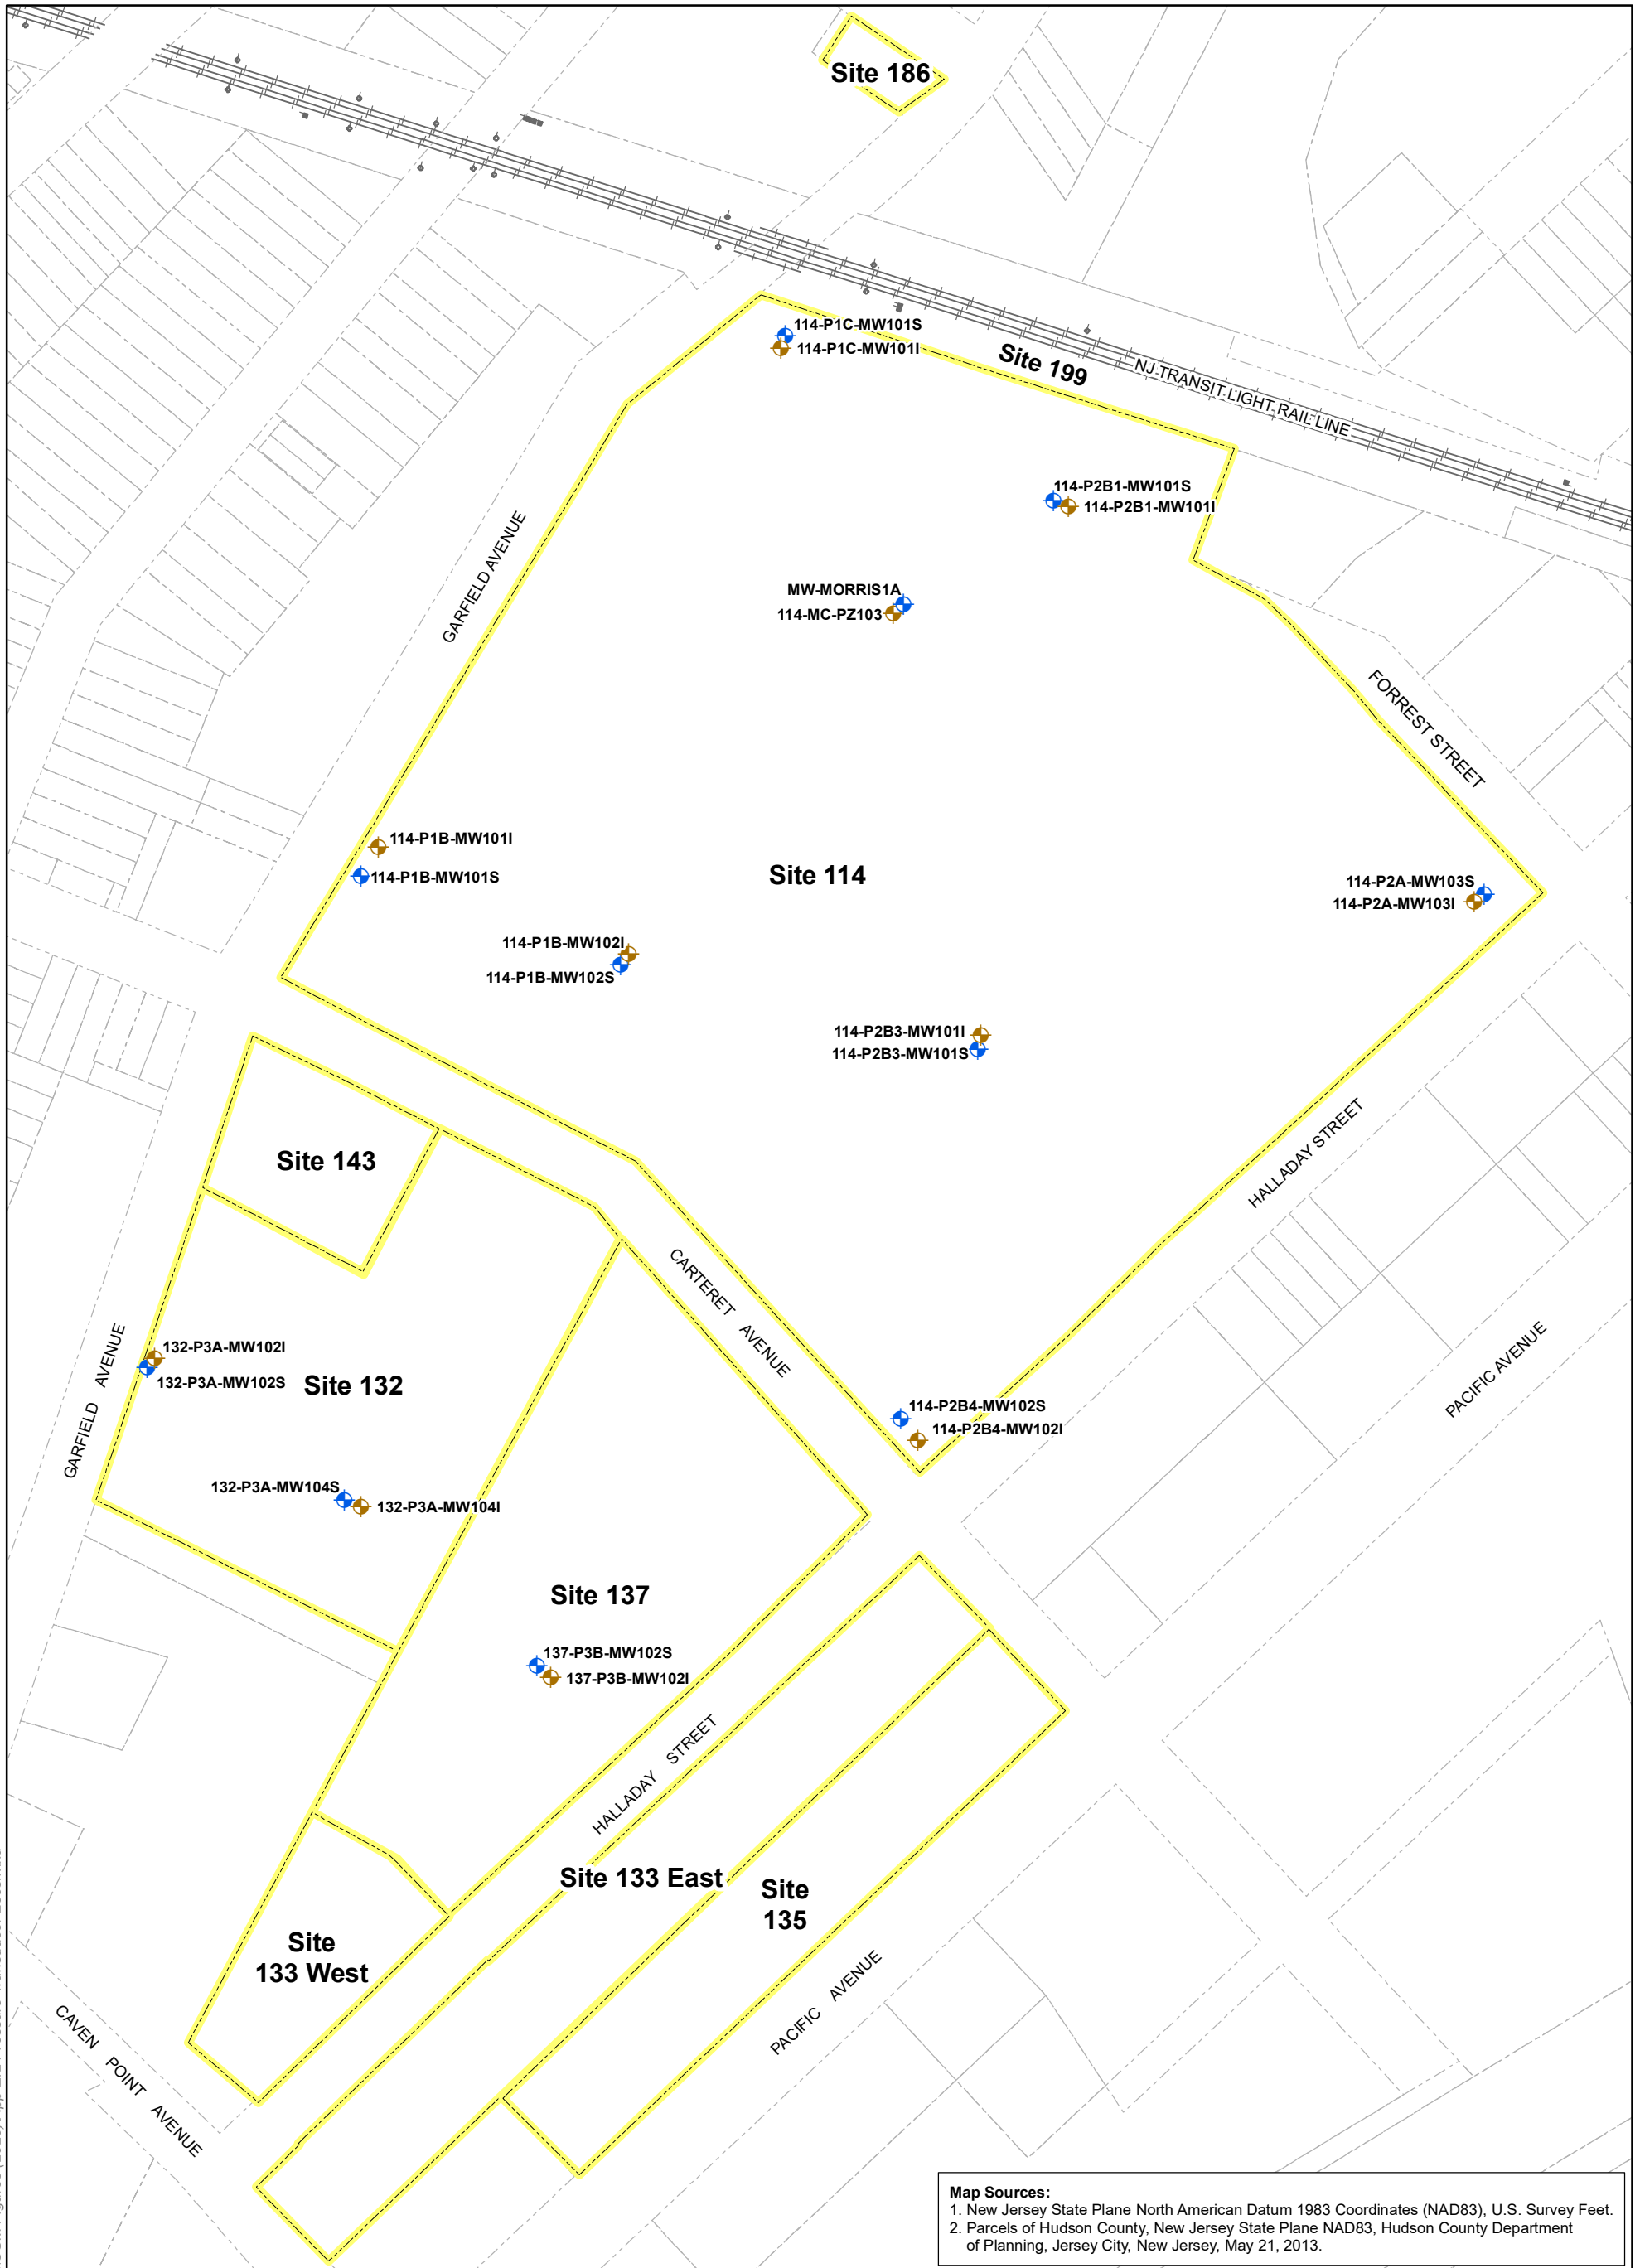 Site 186
114-P1C-MW101S
114-P1C-MW101I
Site 199
NJ TRANSIT LIGHT RAIL LINE
114-P2B1-MW101S
114-P2B1-MW101I
GARFIELD AVENUE
MW-MORRIS1A
114-MC-PZ103
FORREST STREET
114-P1B-MW101I
114-P1B-MW101S
Site 114
114-P2A-MW103S
114-P2A-MW103I
114-P1B-MW102I
114-P1B-MW102S
114-P2B3-MW101I
114-P2B3-MW101S
HALLADAY STREET
Site 143
CARTERET AVENUE
GARFIELD AVENUE
132-P3A-MW102I
132-P3A-MW102S
Site 132
PACIFIC AVENUE
114-P2B4-MW102S
114-P2B4-MW102I
132-P3A-MW104S
132-P3A-MW104I
Site 137
137-P3B-MW102S
137-P3B-MW102I
HALLADAY STREET
Site 133 East
Site
135
Site
133 West
PACIFIC AVENUE
CAVEN POINT AVENUE
Map Sources:
1. New Jersey State Plane North American Datum 1983 Coordinates (NAD83), U.S. Survey Feet.
2. Parcels of Hudson County, New Jersey State Plane NAD83, Hudson County Department
of Planning, Jersey City, New Jersey, May 21, 2013.